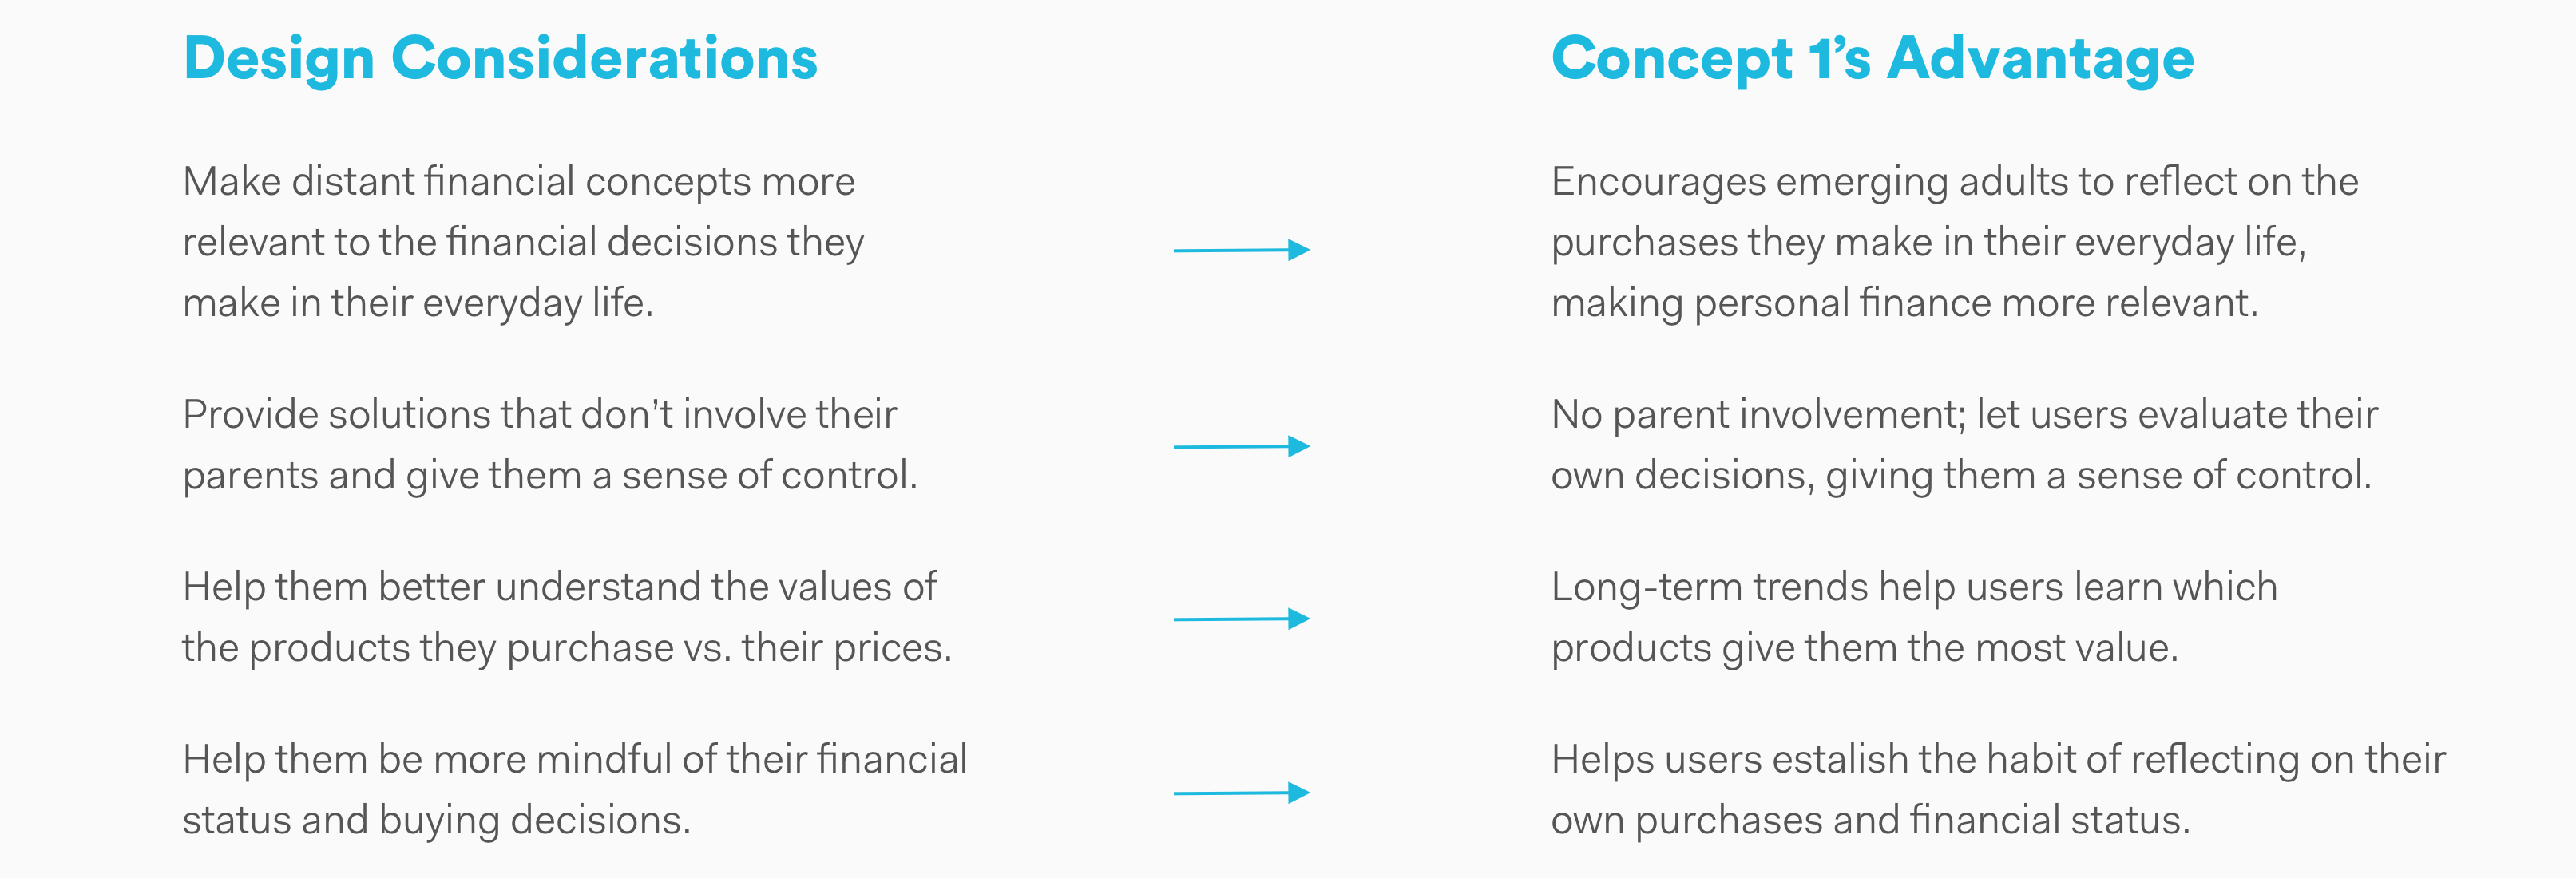 Design Considerations
Concept 1’s Advantage
Make distant financial concepts more
relevant to the financial decisions they
make in their everyday life.
Encourages emerging adults to reflect on the
purchases they make in their everyday life,
making personal finance more relevant.
Provide solutions that don’t involve their
parents and give them a sense of control.
No parent involvement; let users evaluate their
own decisions, giving them a sense of control.
Help them better understand the values of
the products they purchase vs. their prices.
Long-term trends help users learn which
products give them the most value.
Help them be more mindful of their financial
status and buying decisions.
Helps users estalish the habit of reflecting on their
own purchases and financial status.